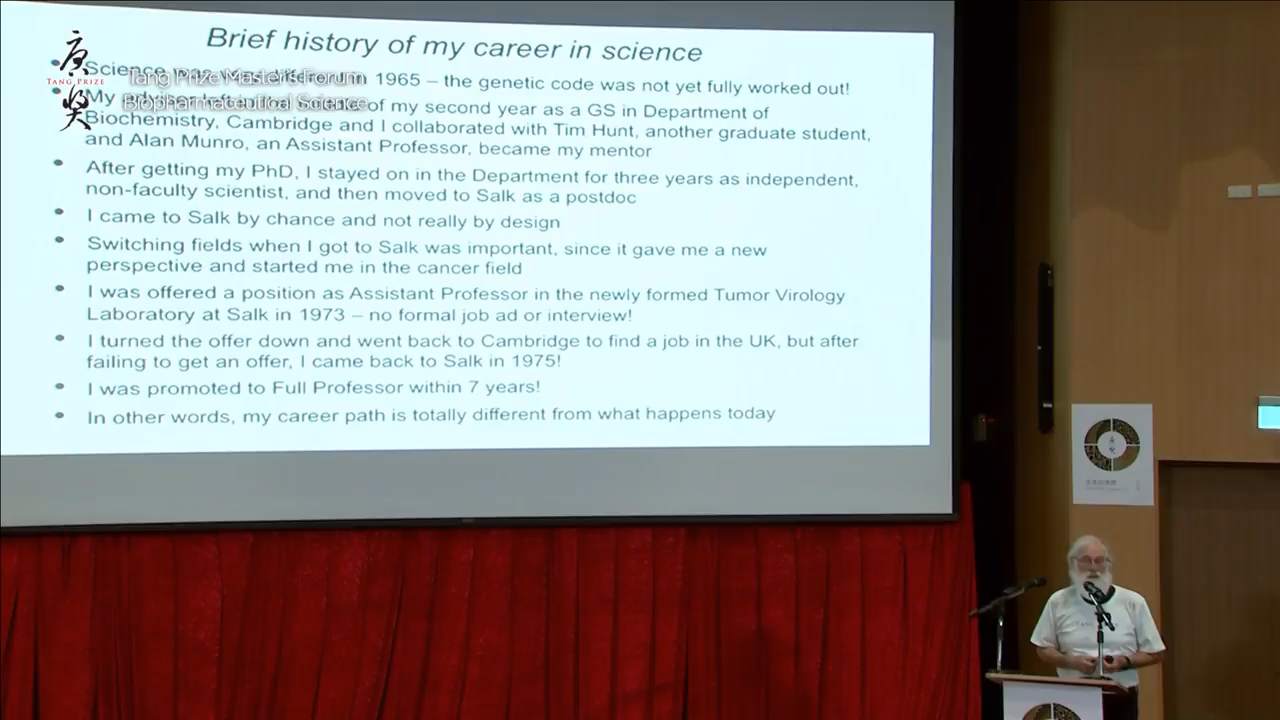 Brief history of my career in science
唐獎
TANG PRIZE
Tang Prize Masters' Forum
Biopharmaceutical Science
Science in 1965 – the genetic code was not yet fully worked out!
My of my second year as a GS in Department of
Biochemistry, Cambridge and I collaborated with Tim Hunt, another graduate student,
and Alan Munro, an Assistant Professor, became my mentor
After getting my PhD, I stayed on in the Department for three years as independent,
non-faculty scientist, and then moved to Salk as a postdoc
I came to Salk by chance and not really by design
Switching fields when I got to Salk was important, since it gave me a new
perspective and started me in the cancer field
I was offered a position as Assistant Professor in the newly formed Tumor Virology
Laboratory at Salk in 1973 – no formal job ad or interview!
I turned the offer down and went back to Cambridge to find a job in the UK, but after
failing to get an offer, I came back to Salk in 1975!
I was promoted to Full Professor within 7 years!
In other words, my career path is totally different from what happens today